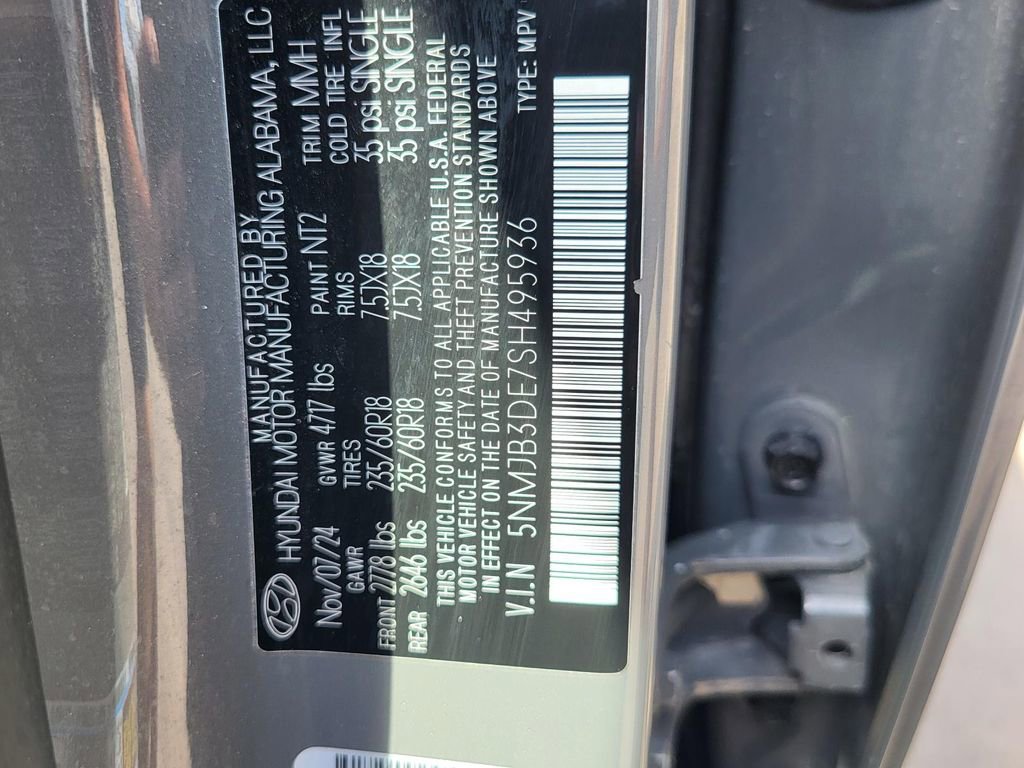 MANUFACTURED BY
HYUNDAI MOTOR MANUFACTURING ALABAMA, LLC
Nov/07/24 GVWR 4717 lbs PAINT NT2 TRIM MMH
GAWR TIRES RIMS COLD TIRE INFL
FRONT 2778 lbs 235/60R18 7.5JX18 35 psi SINGLE
REAR 2646 lbs 235/60R18 7.5JX18 35 psi SINGLE
THIS VEHICLE CONFORMS TO ALL APPLICABLE U.S.A. FEDERAL
MOTOR VEHICLE SAFETY AND THEFT PREVENTION STANDARDS
IN EFFECT ON THE DATE OF MANUFACTURE SHOWN ABOVE
V.I.N 5NMJB3DE7SH495936 TYPE: MPV